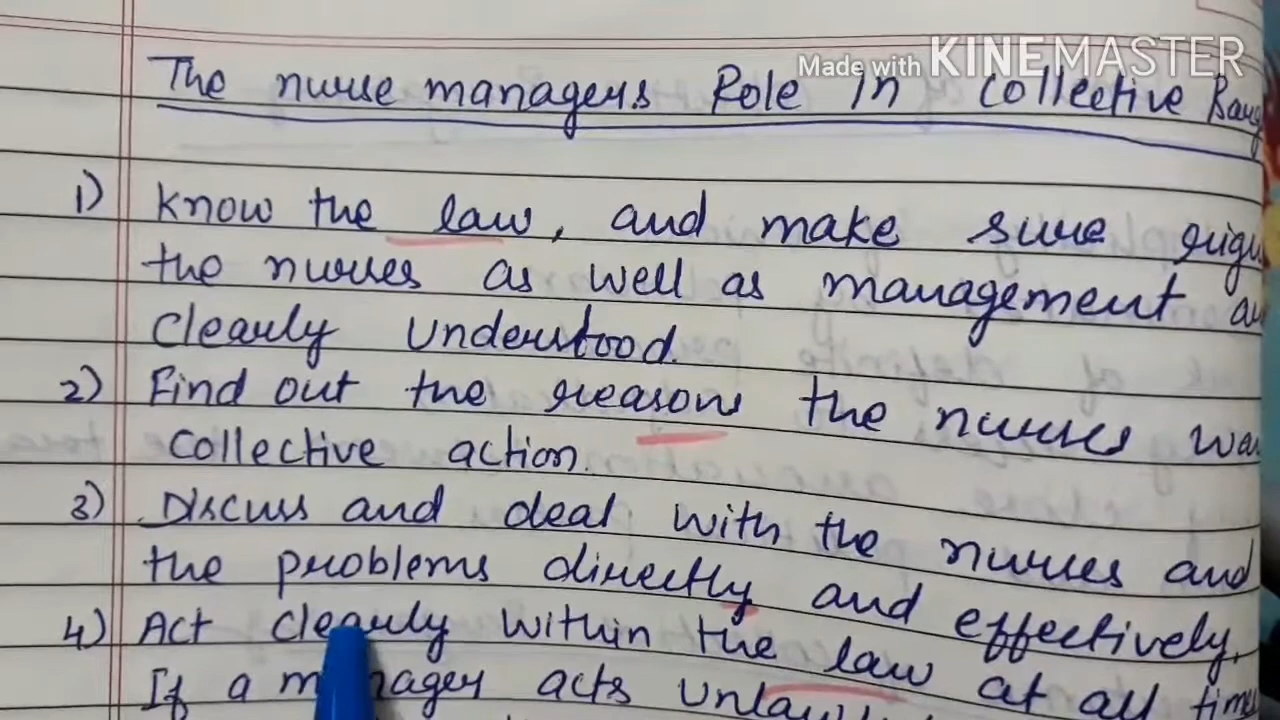 Made with KINEMASTER
The nurse managers Role in collective
1) Know the law, and make sure
the nurses as well as management
clearly understood.
2) Find out the reasons the nurses
collective action.
3) Discuss and deal with the nurses and
the problems directly and effectively.
4) Act clearly within the law at all times
If a manager acts